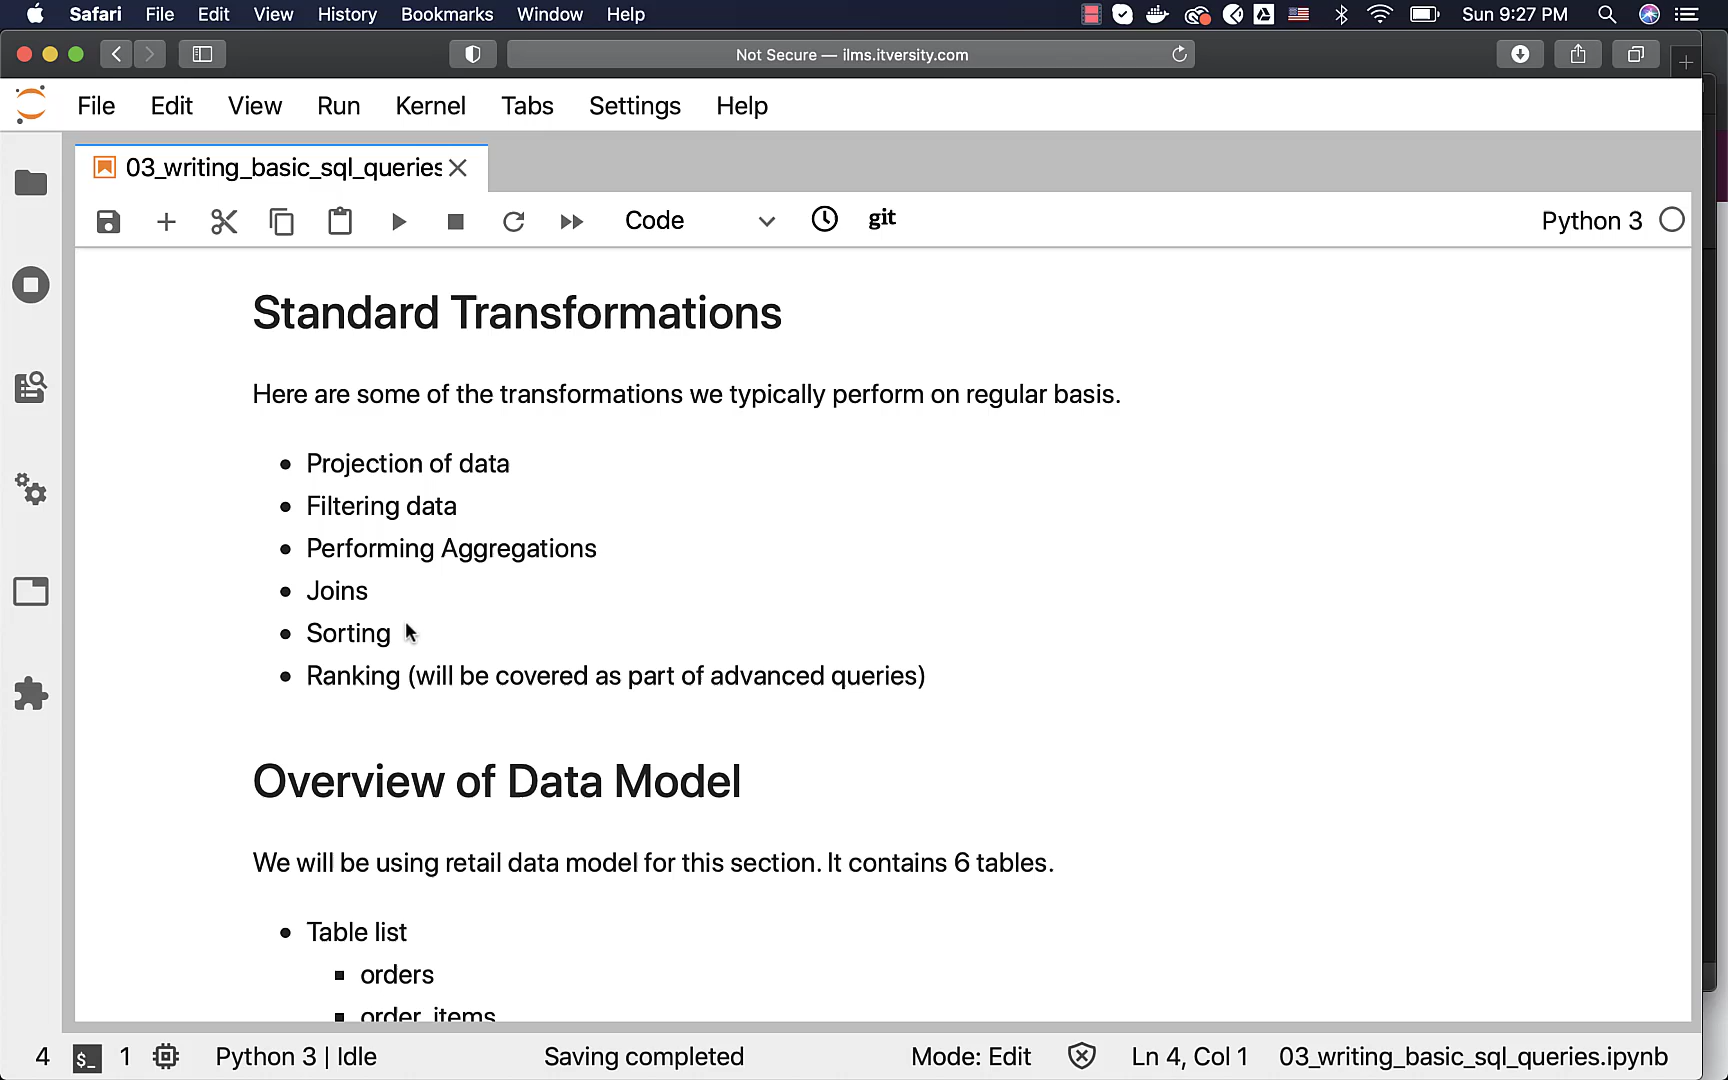 Safari File Edit View History Bookmarks Window Help Sun 9:27 PM
Not Secure — ilms.itversity.com
File Edit View Run Kernel Tabs Settings Help
03_writing_basic_sql_queries
Code git Python 3
Standard Transformations
Here are some of the transformations we typically perform on regular basis.
• Projection of data
• Filtering data
• Performing Aggregations
• Joins
• Sorting
• Ranking (will be covered as part of advanced queries)
Overview of Data Model
We will be using retail data model for this section. It contains 6 tables.
• Table list
▪ orders
▪ order_items
4 $_ 1 Python 3 | Idle Saving completed Mode: Edit Ln 4, Col 1 03_writing_basic_sql_queries.ipynb